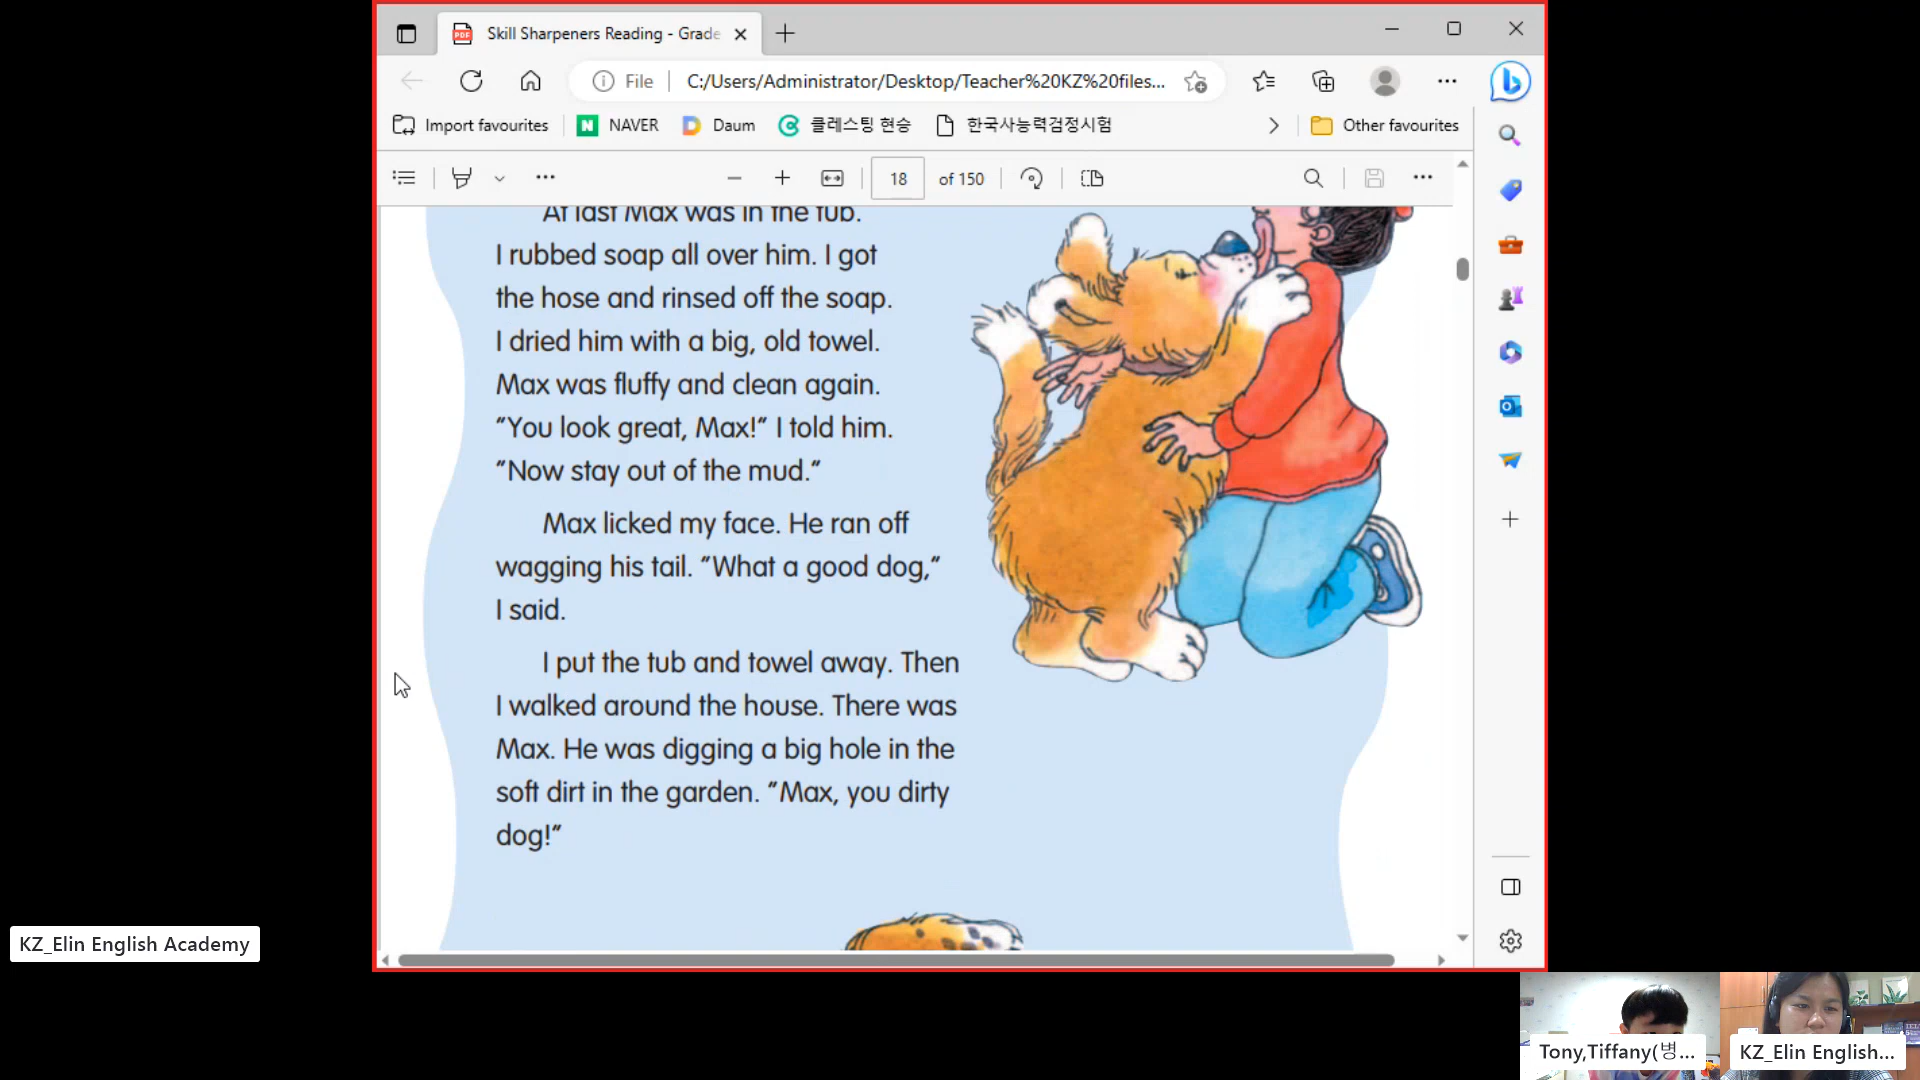 Skill Sharpeners Reading - Grade
File
C:/Users/Administrator/Desktop/Teacher%20KZ%20files...
Import favourites
NAVER
Daum
클레스팅 현승
한국사능력검정시험
Other favourites
18 of 150
At last Max was in the tub.
I rubbed soap all over him. I got
the hose and rinsed off the soap.
I dried him with a big, old towel.
Max was fluffy and clean again.
"You look great, Max!" I told him.
"Now stay out of the mud."
Max licked my face. He ran off
wagging his tail. "What a good dog,"
I said.
I put the tub and towel away. Then
I walked around the house. There was
Max. He was digging a big hole in the
soft dirt in the garden. "Max, you dirty
dog!"
KZ_Elin English Academy
Tony,Tiffany(병...
KZ_Elin English...